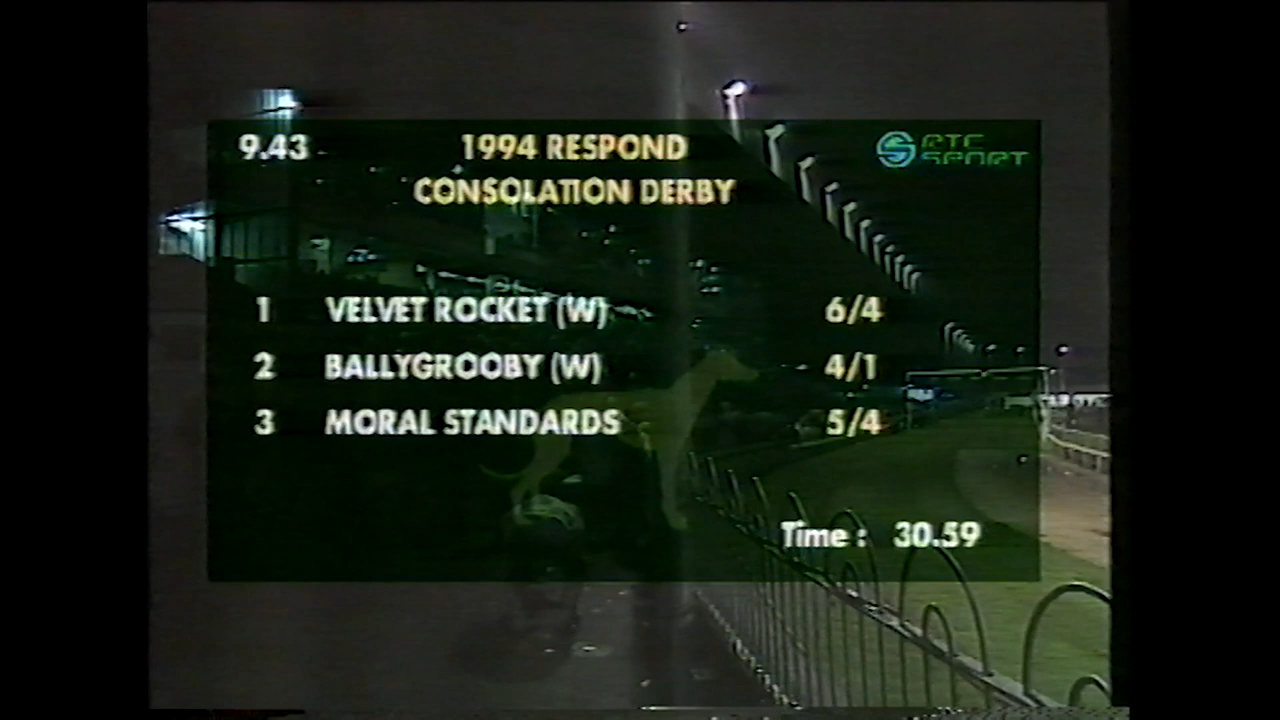 9.43 1994 RESPOND
CONSOLATION DERBY
RTE SPORT
1 VELVET ROCKET (W) 6/4
2 BALLYGROOBY (W) 4/1
3 MORAL STANDARDS 5/4
Time : 30.59